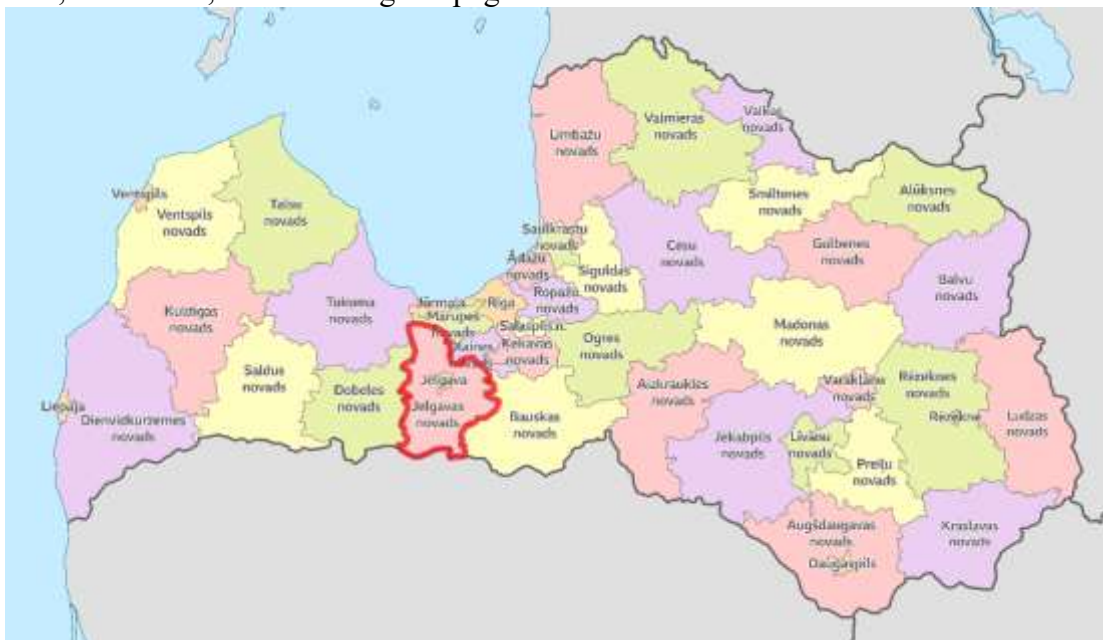 Limbažu
novads
Valmieras
novads
Valkas
novads
Smiltenes
novads
Alūksnes
novads
Ventspils
Ventspils
novads
Talsu
novads
Saulkrastu
novads
Cēsu
novads
Gulbenes
novads
Ādažu
novads
Siguldas
novads
Balvu
novads
Kuldīgas
novads
Tukuma
novads
Jūrmala
Rīga
Ropažu
novads
Mārupes
novads
Salaspils n.
Olaines
Ķekavas
novads
Ogres
novads
Madonas
novads
Saldus
novads
Dobeles
novads
Jelgava
Jelgavas
novads
Bauskas
novads
Aizkraukles
novads
Varakļānu
novads
Rēzeknes
novads
Rēzekne
Ludzas
novads
Liepāja
Dienvidkurzemes
novads
Jēkabpils
novads
Līvānu
novads
Preiļu
novads
Augšdaugavas
novads
Daugavpils
Krāslavas
novads